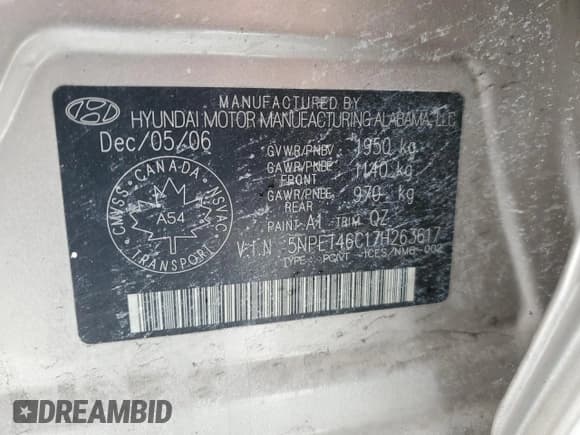 MANUFACTURED BY
HYUNDAI MOTOR MANUFACTURING ALABAMA, LLC
Dec/05/06
GVWR/PNBV 1950 kg
GAWR/PNBE FRONT 1140 kg
GAWR/PNBE REAR 970 kg
PAINT A1 TRIM QZ
V.I.N 5NPET46C17H263617
TYPE : PC/VT ICES/NMB-002
CMVSS · CANADA · NSVAC
A54
TRANSPORT
DREAMBID